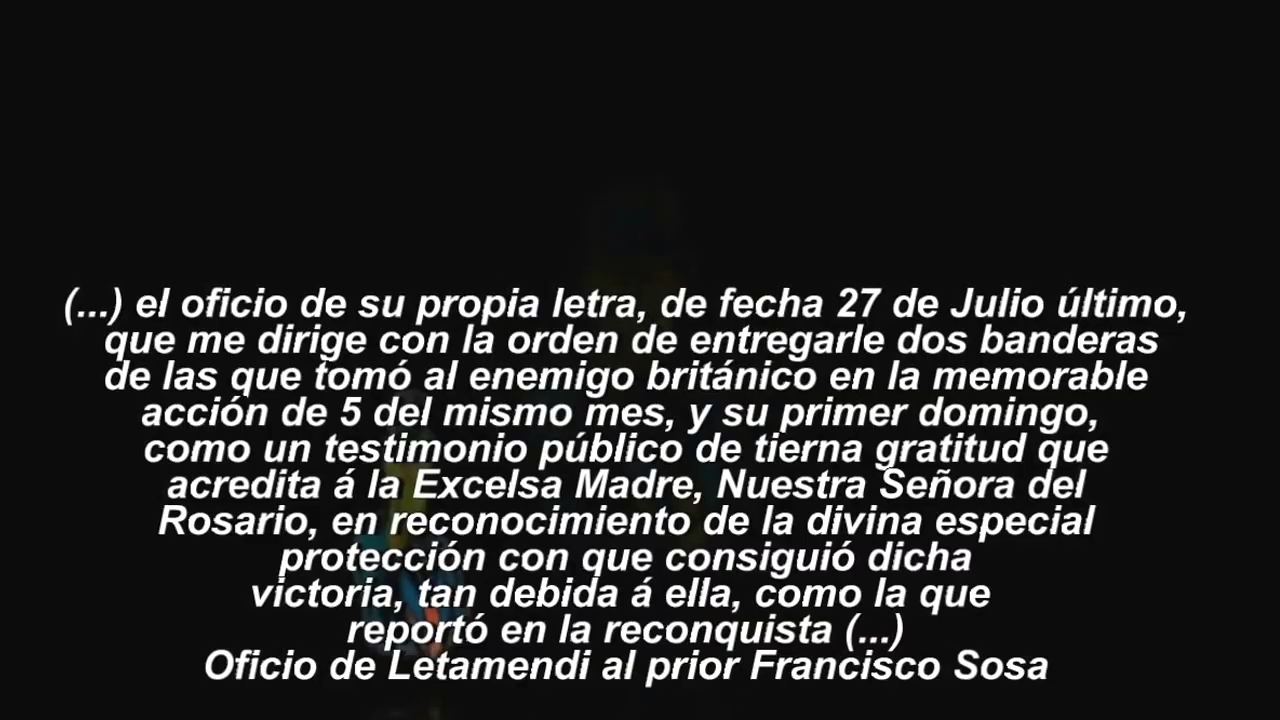 (...) el oficio de su propia letra, de fecha 27 de Julio último,
que me dirige con la orden de entregarle dos banderas
de las que tomó al enemigo británico en la memorable
acción de 5 del mismo mes, y su primer domingo,
como un testimonio público de tierna gratitud que
acredita á la Excelsa Madre, Nuestra Señora del
Rosario, en reconocimiento de la divina especial
protección con que consiguió dicha
victoria, tan debida á ella, como la que
reportó en la reconquista (...)
Oficio de Letamendi al prior Francisco Sosa